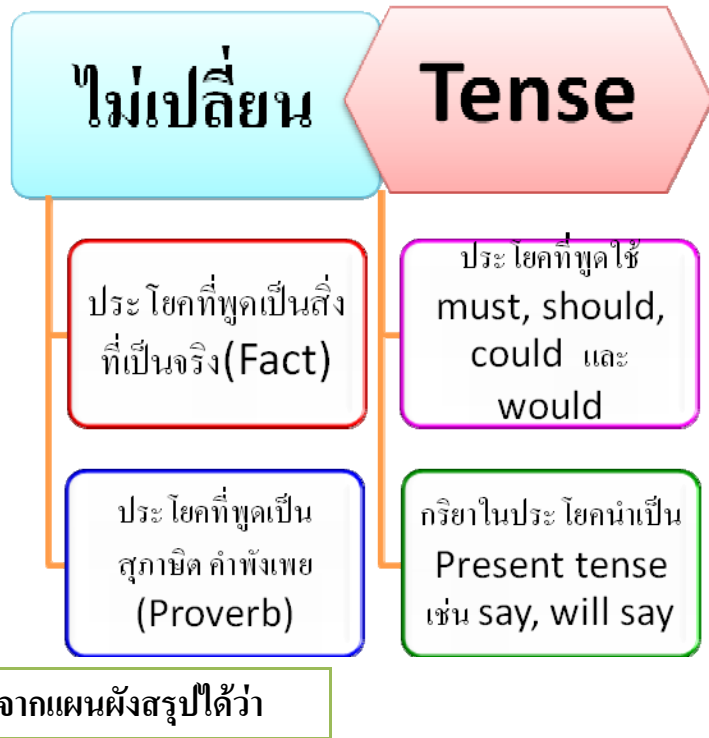 ไม่เปลี่ยน
Tense
ประโยคที่พูดเป็นสิ่ง
ที่เป็นจริง(Fact)
ประโยคที่พูดใช้
must, should,
could และ
would
ประโยคที่พูดเป็น
สุภาษิต คำพังเพย
(Proverb)
กริยาในประโยคนำเป็น
Present tense
เช่น say, will say
จากแผนผังสรุปได้ว่า